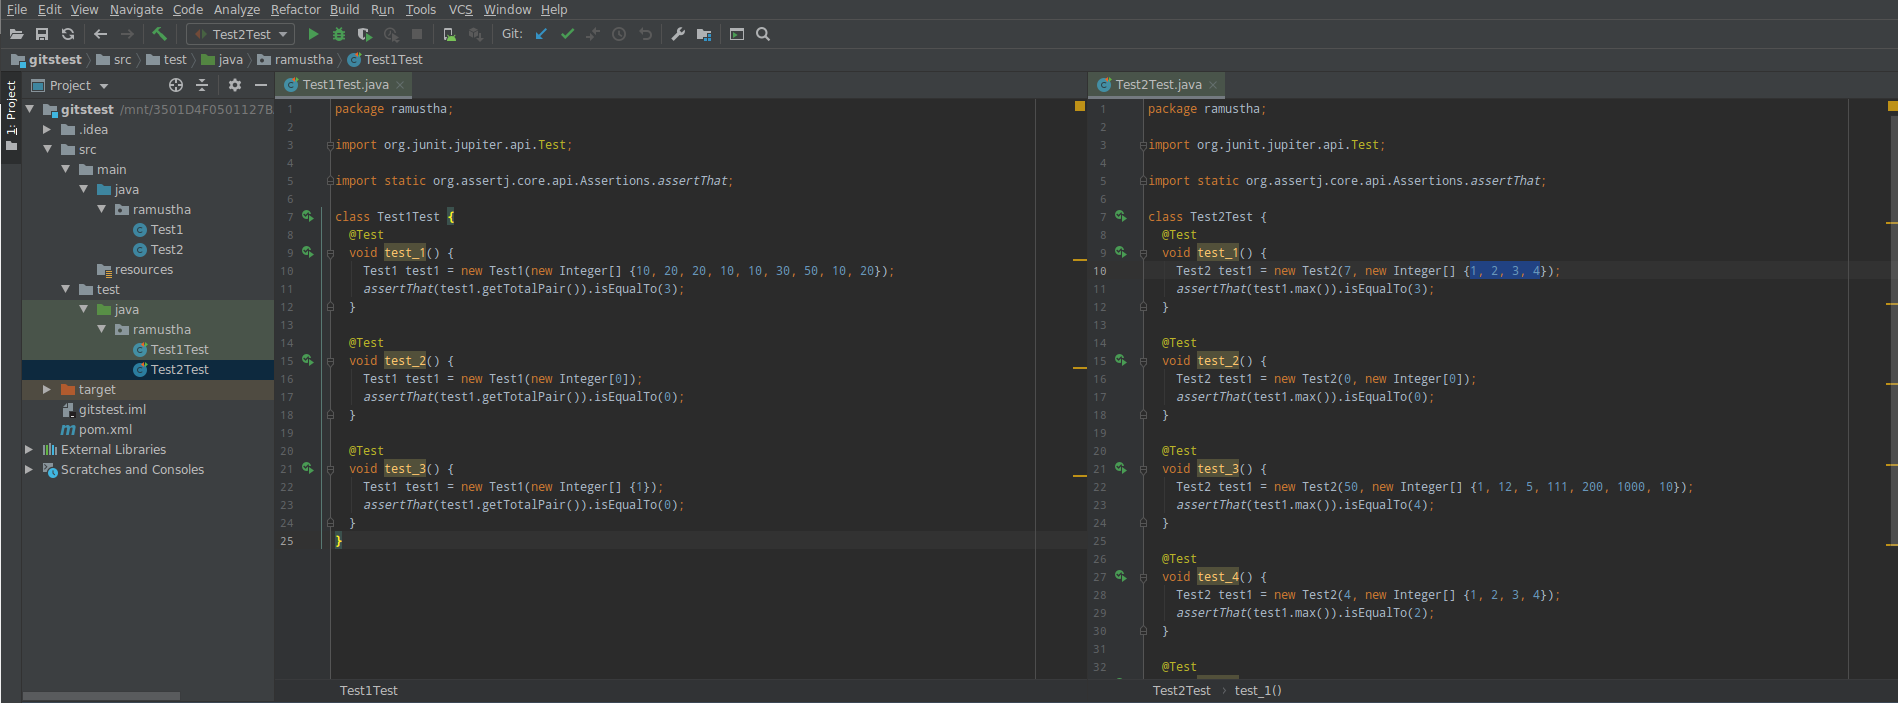 File Edit View Navigate Code Analyze Refactor Build Run Tools VCS Window Help
Test2Test Git:
gitstest src test java ramustha Test1Test
1: Project
Project
gitstest /mnt/3501D4F0501127B
.idea
src
main
java
ramustha
Test1
Test2
resources
test
java
ramustha
Test1Test
Test2Test
target
gitstest.iml
pom.xml
External Libraries
Scratches and Consoles
Test1Test.java
1 package ramustha;
2
3 import org.junit.jupiter.api.Test;
4
5 import static org.assertj.core.api.Assertions.assertThat;
6
7 class Test1Test {
8 @Test
9 void test_1() {
10 Test1 test1 = new Test1(new Integer[] {10, 20, 20, 10, 10, 30, 50, 10, 20});
11 assertThat(test1.getTotalPair()).isEqualTo(3);
12 }
13
14 @Test
15 void test_2() {
16 Test1 test1 = new Test1(new Integer[0]);
17 assertThat(test1.getTotalPair()).isEqualTo(0);
18 }
19
20 @Test
21 void test_3() {
22 Test1 test1 = new Test1(new Integer[] {1});
23 assertThat(test1.getTotalPair()).isEqualTo(0);
24 }
25 }
Test1Test
Test2Test.java
1 package ramustha;
2
3 import org.junit.jupiter.api.Test;
4
5 import static org.assertj.core.api.Assertions.assertThat;
6
7 class Test2Test {
8 @Test
9 void test_1() {
10 Test2 test1 = new Test2(7, new Integer[] {1, 2, 3, 4});
11 assertThat(test1.max()).isEqualTo(3);
12 }
13
14 @Test
15 void test_2() {
16 Test2 test1 = new Test2(0, new Integer[0]);
17 assertThat(test1.max()).isEqualTo(0);
18 }
19
20 @Test
21 void test_3() {
22 Test2 test1 = new Test2(50, new Integer[] {1, 12, 5, 111, 200, 1000, 10});
23 assertThat(test1.max()).isEqualTo(4);
24 }
25
26 @Test
27 void test_4() {
28 Test2 test1 = new Test2(4, new Integer[] {1, 2, 3, 4});
29 assertThat(test1.max()).isEqualTo(2);
30 }
31
32 @Test
Test2Test › test_1()